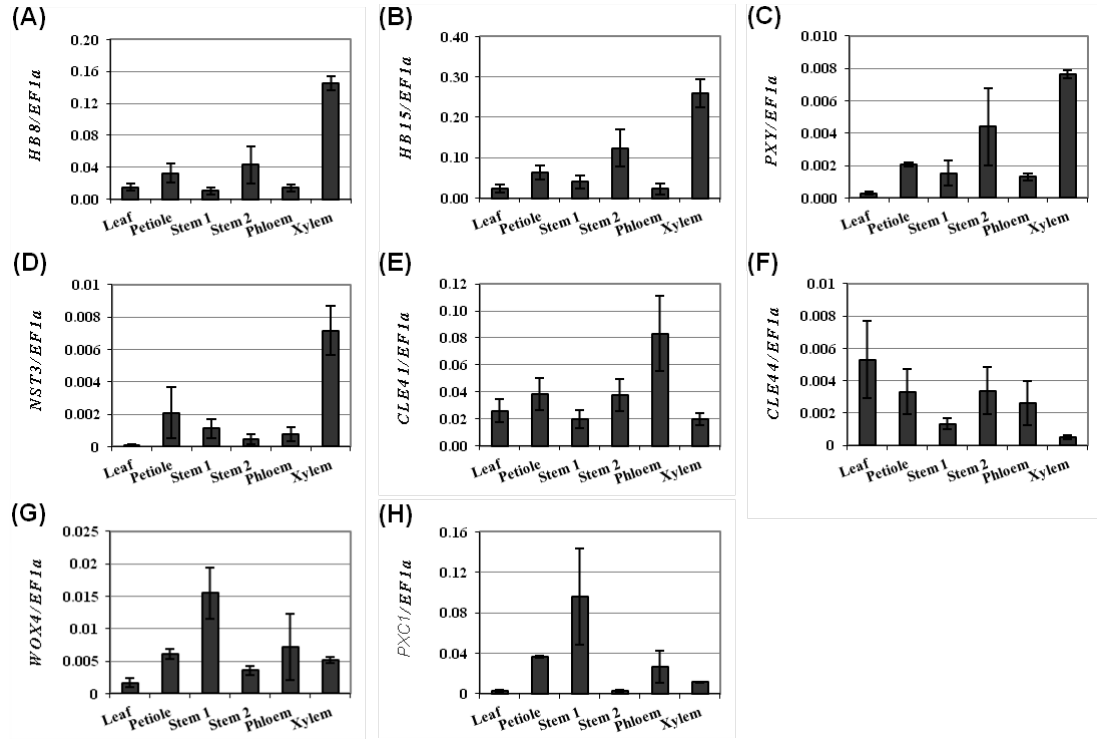 (A)
HB8/EF1a
0.20
0.16
0.12
0.08
0.04
0.00
Leaf Petiole Stem 1 Stem 2 Phloem Xylem
(B)
HB15/EF1a
0.40
0.30
0.20
0.10
0.00
Leaf Petiole Stem 1 Stem 2 Phloem Xylem
(C)
PXY/EF1a
0.010
0.008
0.006
0.004
0.002
0.000
Leaf Petiole Stem 1 Stem 2 Phloem Xylem
(D)
NST3/EF1a
0.01
0.008
0.006
0.004
0.002
0
Leaf Petiole Stem 1 Stem 2 Phloem Xylem
(E)
CLE41/EF1a
0.12
0.10
0.08
0.06
0.04
0.02
0.00
Leaf Petiole Stem 1 Stem 2 Phloem Xylem
(F)
CLE44/EF1a
0.01
0.008
0.006
0.004
0.002
0
Leaf Petiole Stem 1 Stem 2 Phloem Xylem
(G)
WOX4/EF1a
0.025
0.02
0.015
0.01
0.005
0
Leaf Petiole Stem 1 Stem 2 Phloem Xylem
(H)
PXC1/EF1a
0.16
0.12
0.08
0.04
0
Leaf Petiole Stem 1 Stem 2 Phloem Xylem